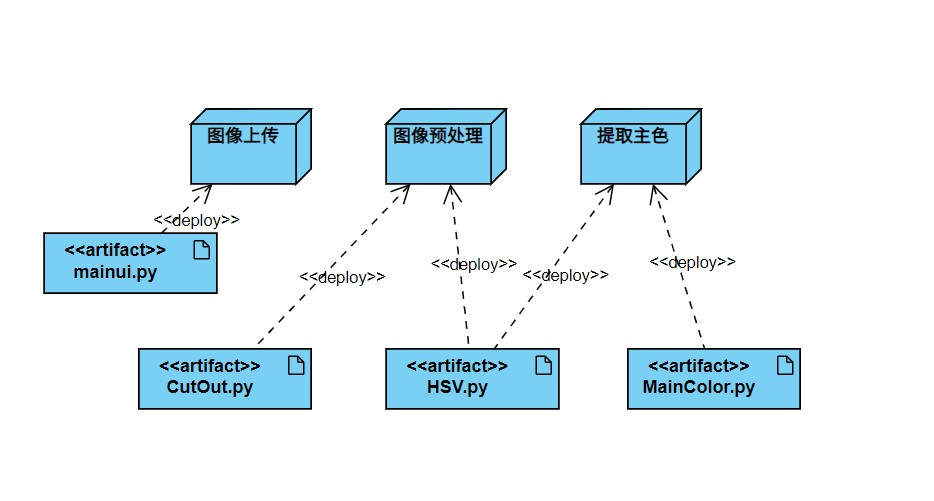 图像上传
图像预处理
提取主色
<<deploy>>
<<artifact>>
mainui.py
<<deploy>>
<<deploy>>
<<deploy>>
<<deploy>>
<<artifact>>
CutOut.py
<<artifact>>
HSV.py
<<artifact>>
MainColor.py